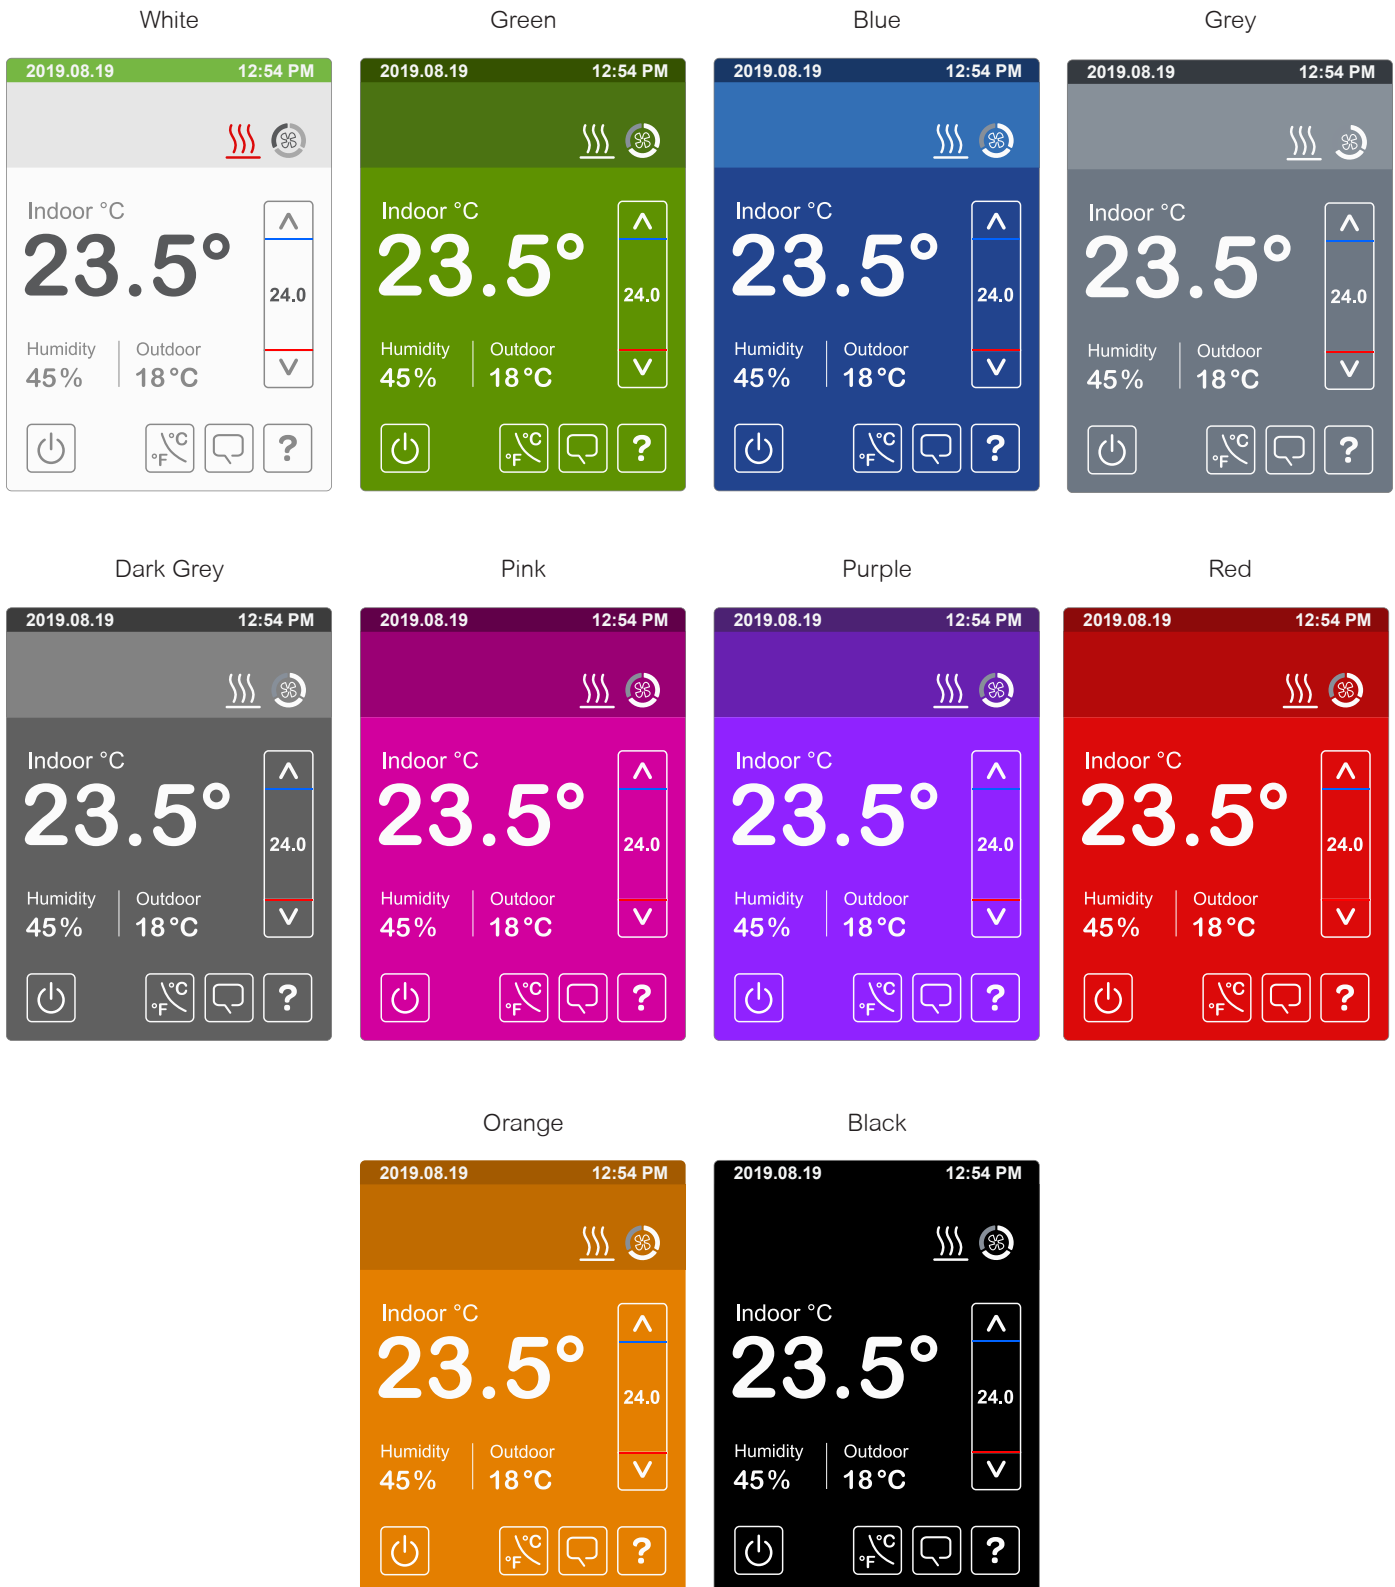 White
Green
Blue
Grey
2019.08.19 12:54 PM
Indoor °C
23.5°
24.0
Humidity Outdoor
45% 18°C
°F °C ?
2019.08.19 12:54 PM
Indoor °C
23.5°
24.0
Humidity Outdoor
45% 18°C
°F °C ?
2019.08.19 12:54 PM
Indoor °C
23.5°
24.0
Humidity Outdoor
45% 18°C
°F °C ?
2019.08.19 12:54 PM
Indoor °C
23.5°
24.0
Humidity Outdoor
45% 18°C
°F °C ?
Dark Grey
Pink
Purple
Red
2019.08.19 12:54 PM
Indoor °C
23.5°
24.0
Humidity Outdoor
45% 18°C
°F °C ?
2019.08.19 12:54 PM
Indoor °C
23.5°
24.0
Humidity Outdoor
45% 18°C
°F °C ?
2019.08.19 12:54 PM
Indoor °C
23.5°
24.0
Humidity Outdoor
45% 18°C
°F °C ?
2019.08.19 12:54 PM
Indoor °C
23.5°
24.0
Humidity Outdoor
45% 18°C
°F °C ?
Orange
Black
2019.08.19 12:54 PM
Indoor °C
23.5°
24.0
Humidity Outdoor
45% 18°C
°F °C ?
2019.08.19 12:54 PM
Indoor °C
23.5°
24.0
Humidity Outdoor
45% 18°C
°F °C ?